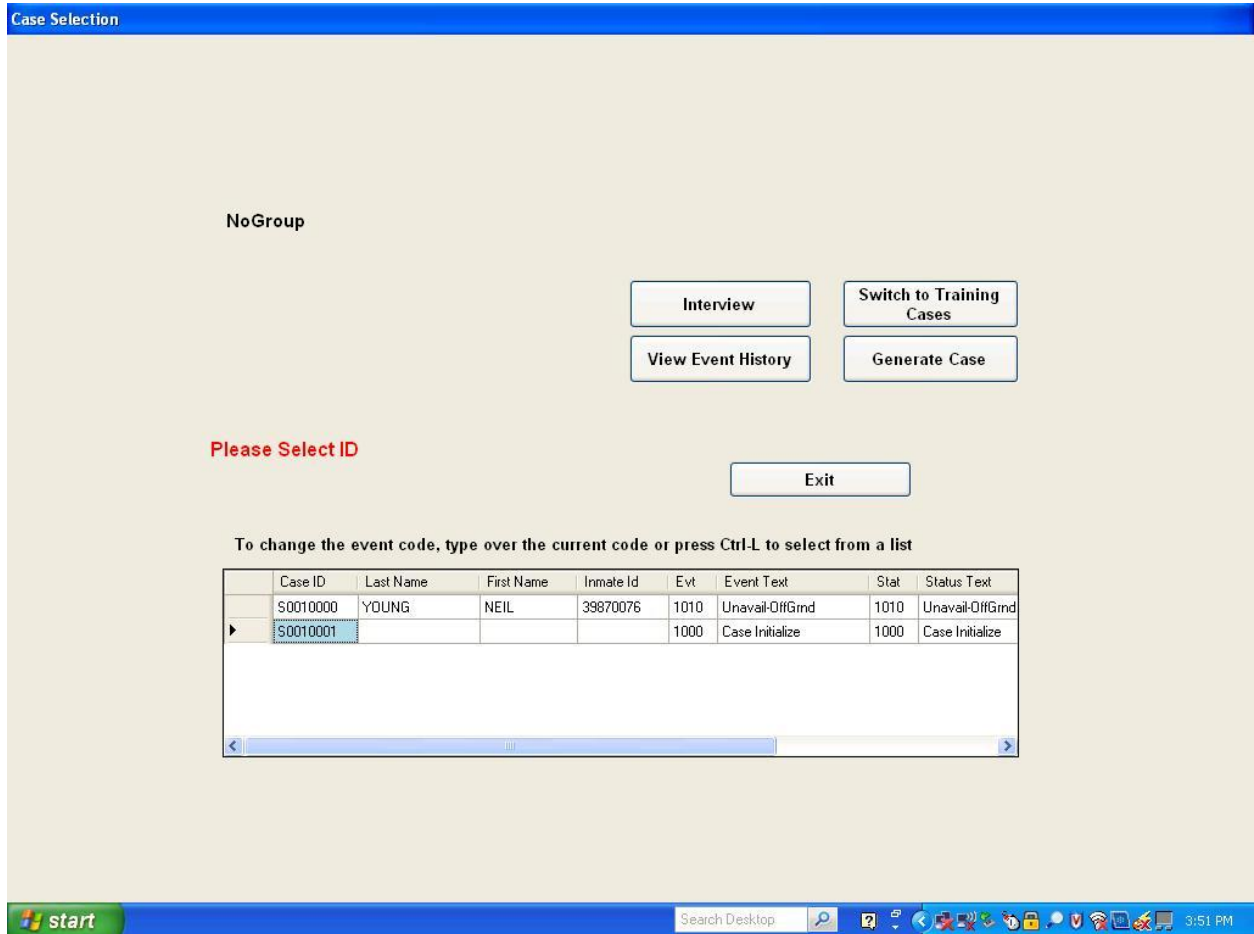 Case Selection
NoGroup
Interview
Switch to Training
Cases
View Event History
Generate Case
Please Select ID
Exit
To change the event code, type over the current code or press Ctrl-L to select from a list
Case ID Last Name First Name Inmate Id Evt Event Text Stat Status Text
S0010000 YOUNG NEIL 39870076 1010 Unavail-OffGrnd 1010 Unavail-OffGrnd
S0010001 1000 Case Initialize 1000 Case Initialize
start Search Desktop 3:51 PM